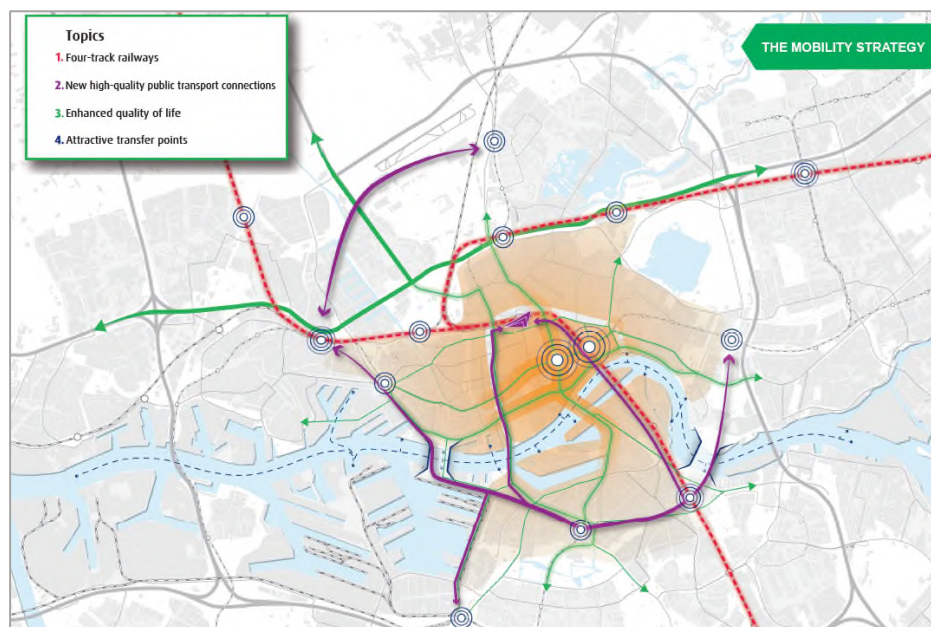 Topics
1. Four-track railways
2. New high-quality public transport connections
3. Enhanced quality of life
4. Attractive transfer points
THE MOBILITY STRATEGY